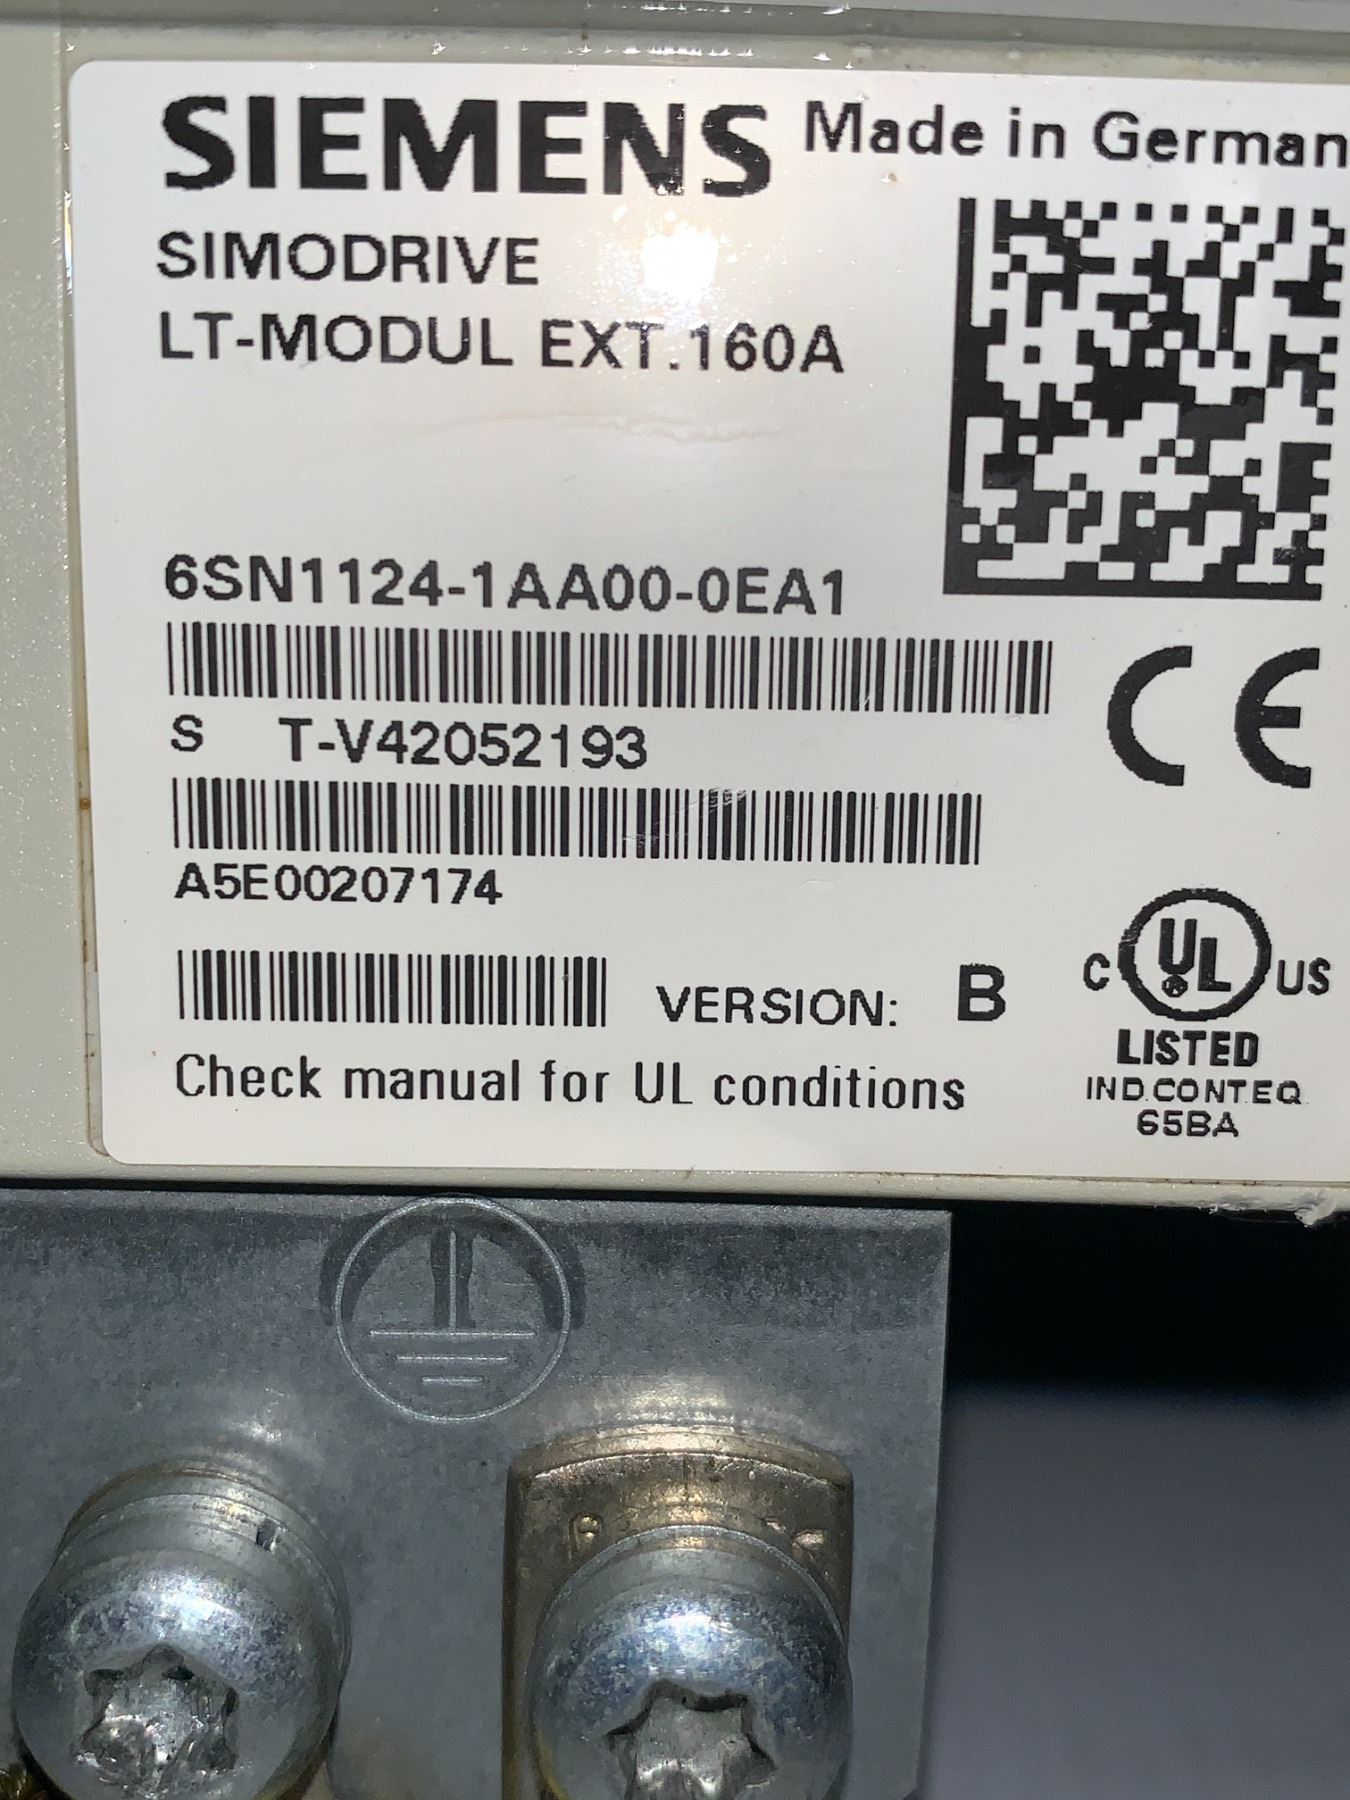 SIEMENS Made in German
SIMODRIVE
LT-MODUL EXT.160A
6SN1124-1AA00-0EA1
S T-V42052193
A5E00207174
VERSION: B
Check manual for UL conditions
CE
C UL ® US
LISTED
IND.CONT.EQ.
65BA